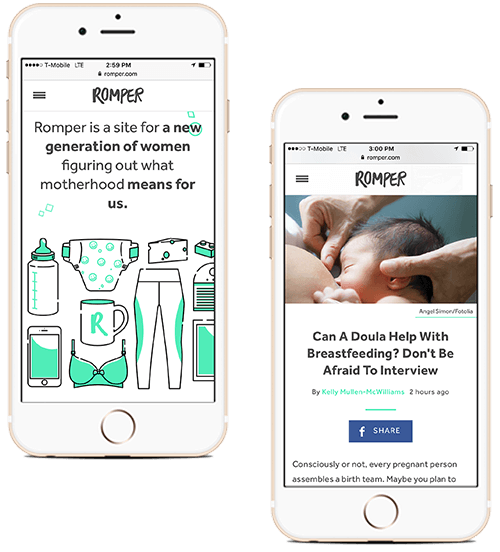 T-Mobile LTE 2:59 PM
romper.com
ROMPER
Romper is a site for a new
generation of women
figuring out what
motherhood means for
us.
R
T-Mobile LTE 3:00 PM
romper.com
ROMPER
Angel Simon/Fotolia
Can A Doula Help With
Breastfeeding? Don't Be
Afraid To Interview
By Kelly Mullen-McWilliams 2 hours ago
f SHARE
Consciously or not, every pregnant person
assembles a birth team. Maybe you plan to